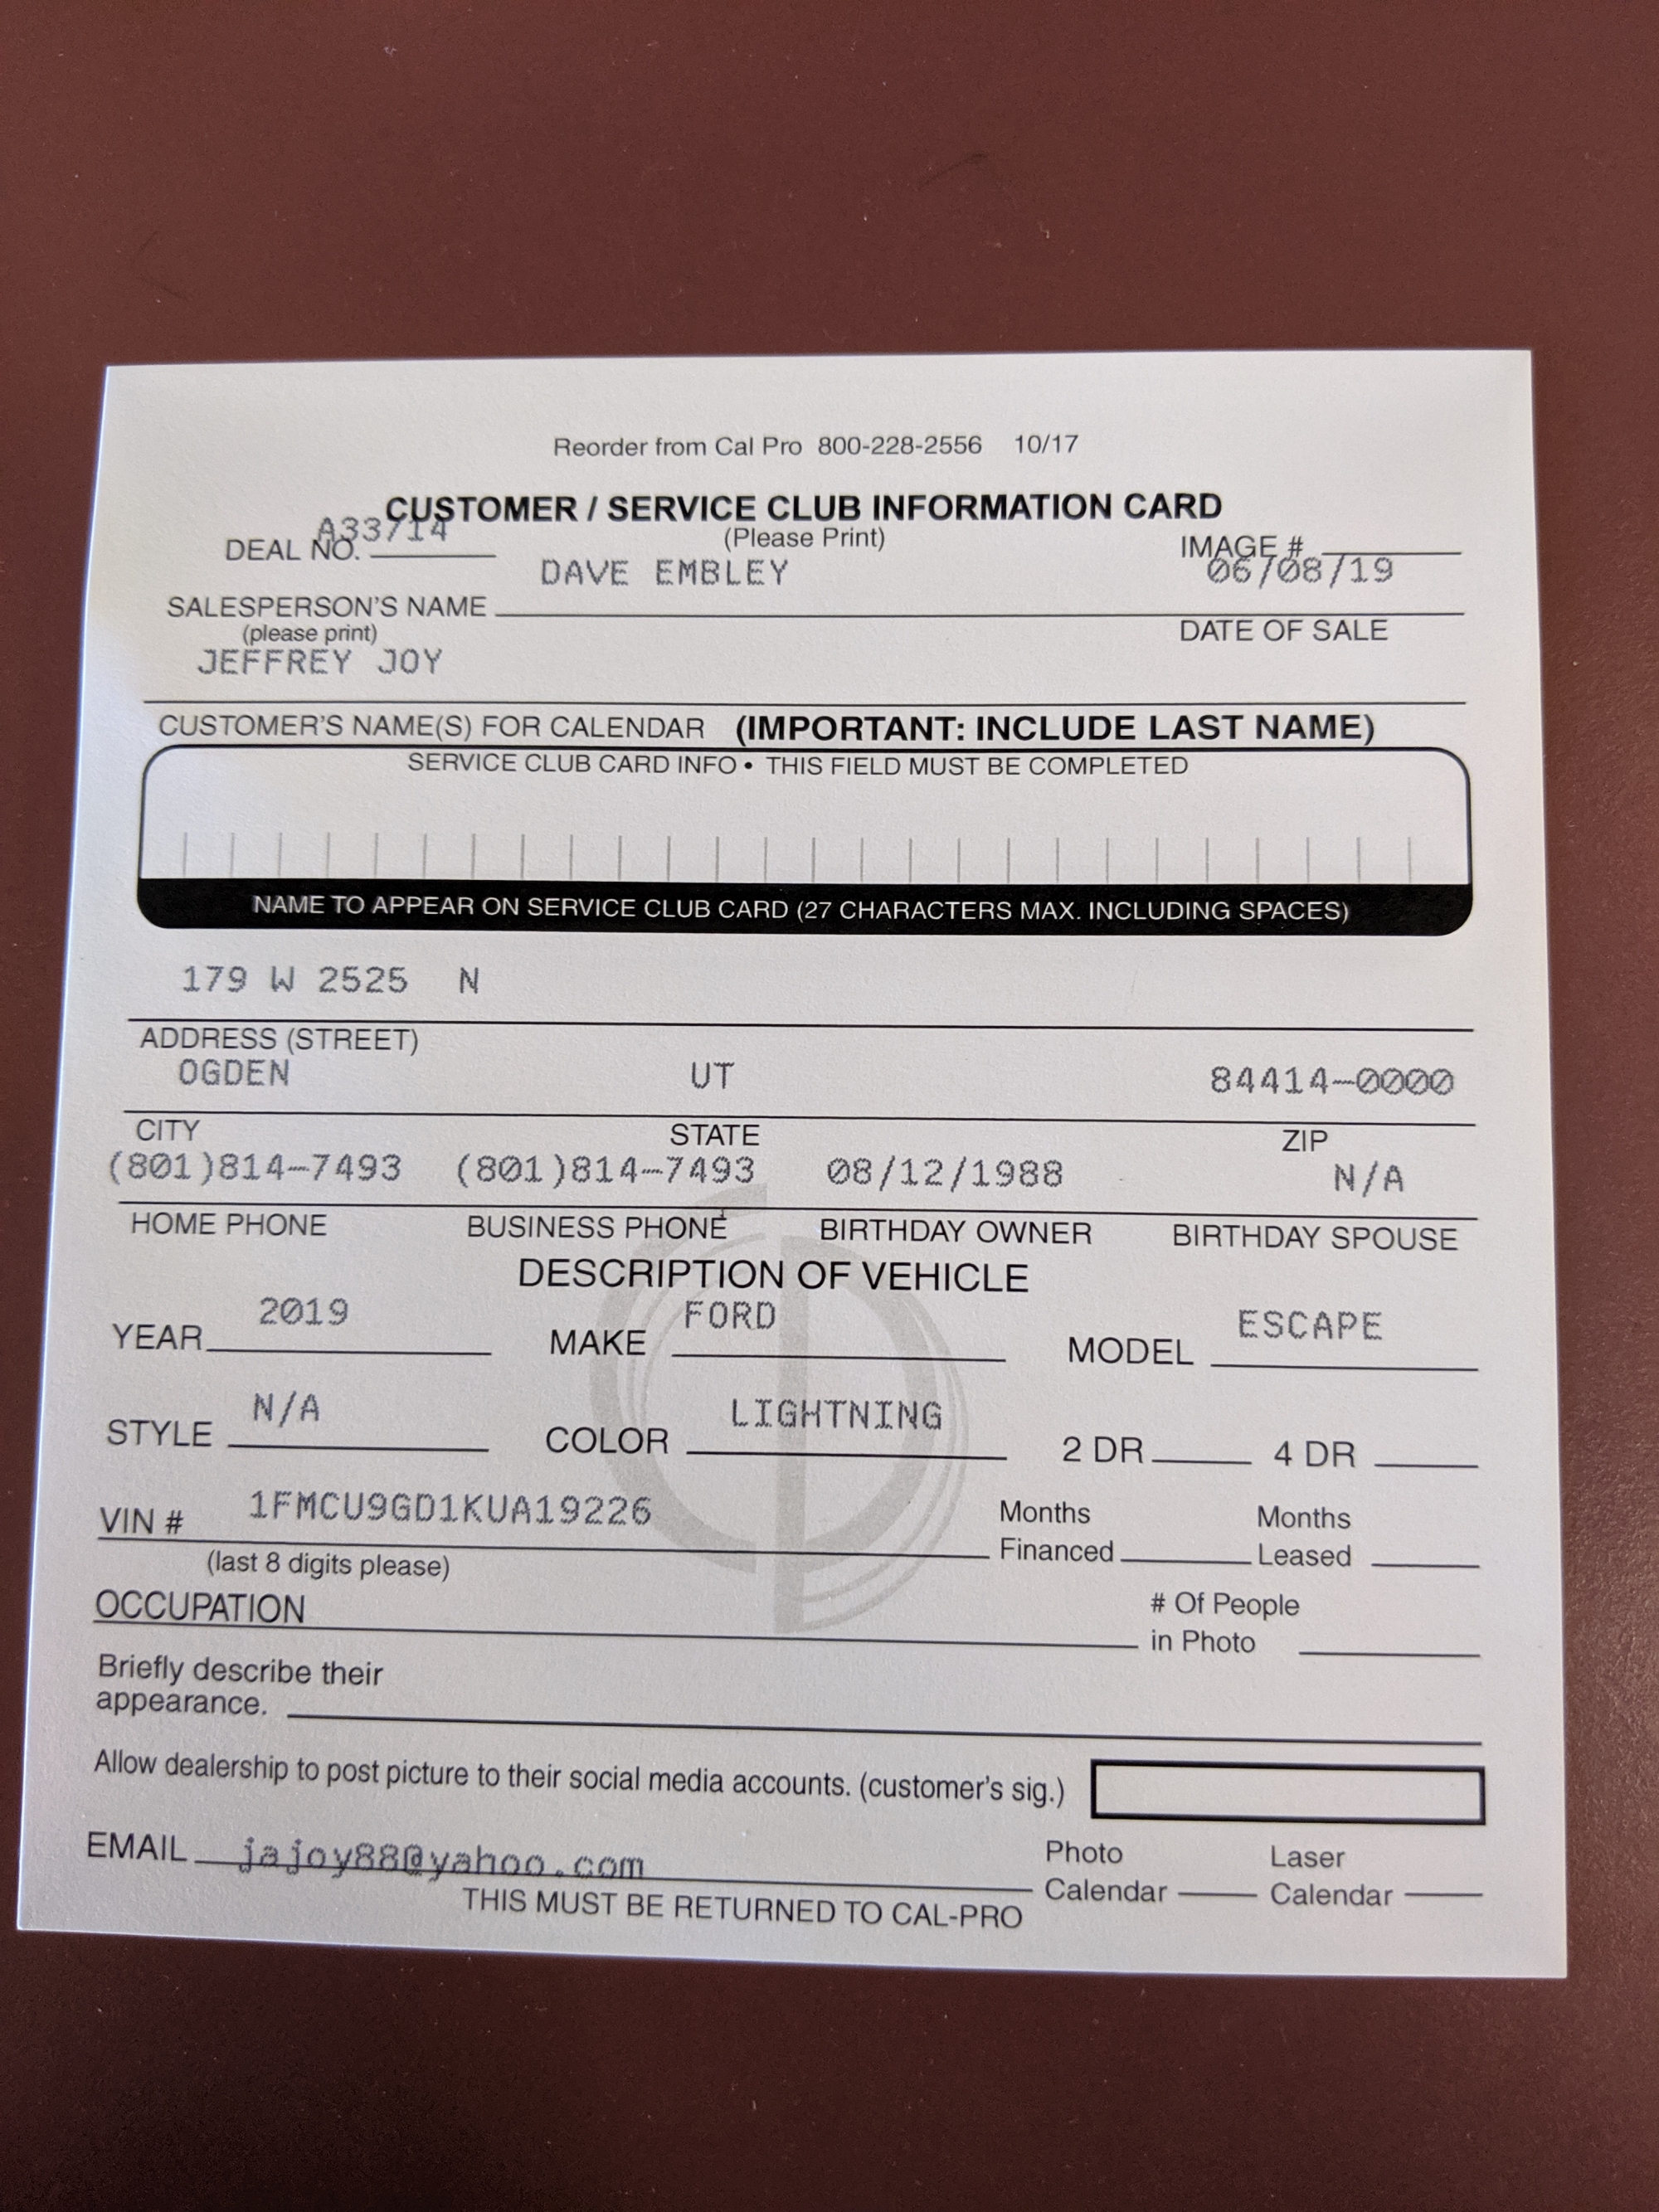 Reorder from Cal Pro 800-228-2556 10/17
CUSTOMER / SERVICE CLUB INFORMATION CARD
A33714
DEAL NO. (Please Print) IMAGE #
DAVE EMBLEY 06/08/19
SALESPERSON'S NAME
(please print) DATE OF SALE
JEFFREY JOY
CUSTOMER'S NAME(S) FOR CALENDAR (IMPORTANT: INCLUDE LAST NAME)
SERVICE CLUB CARD INFO • THIS FIELD MUST BE COMPLETED
NAME TO APPEAR ON SERVICE CLUB CARD (27 CHARACTERS MAX. INCLUDING SPACES)
179 W 2525 N
ADDRESS (STREET)
OGDEN UT 84414-0000
CITY STATE ZIP
(801)814-7493 (801)814-7493 08/12/1988 N/A
HOME PHONE BUSINESS PHONE BIRTHDAY OWNER BIRTHDAY SPOUSE
DESCRIPTION OF VEHICLE
YEAR 2019 MAKE FORD MODEL ESCAPE
STYLE N/A COLOR LIGHTNING 2 DR 4 DR
VIN # 1FMCU9GD1KUA19226 Months Financed Months Leased
(last 8 digits please)
OCCUPATION # Of People in Photo
Briefly describe their
appearance.
Allow dealership to post picture to their social media accounts. (customer's sig.)
EMAIL jajoy88@yahoo.com Photo Calendar Laser Calendar
THIS MUST BE RETURNED TO CAL-PRO